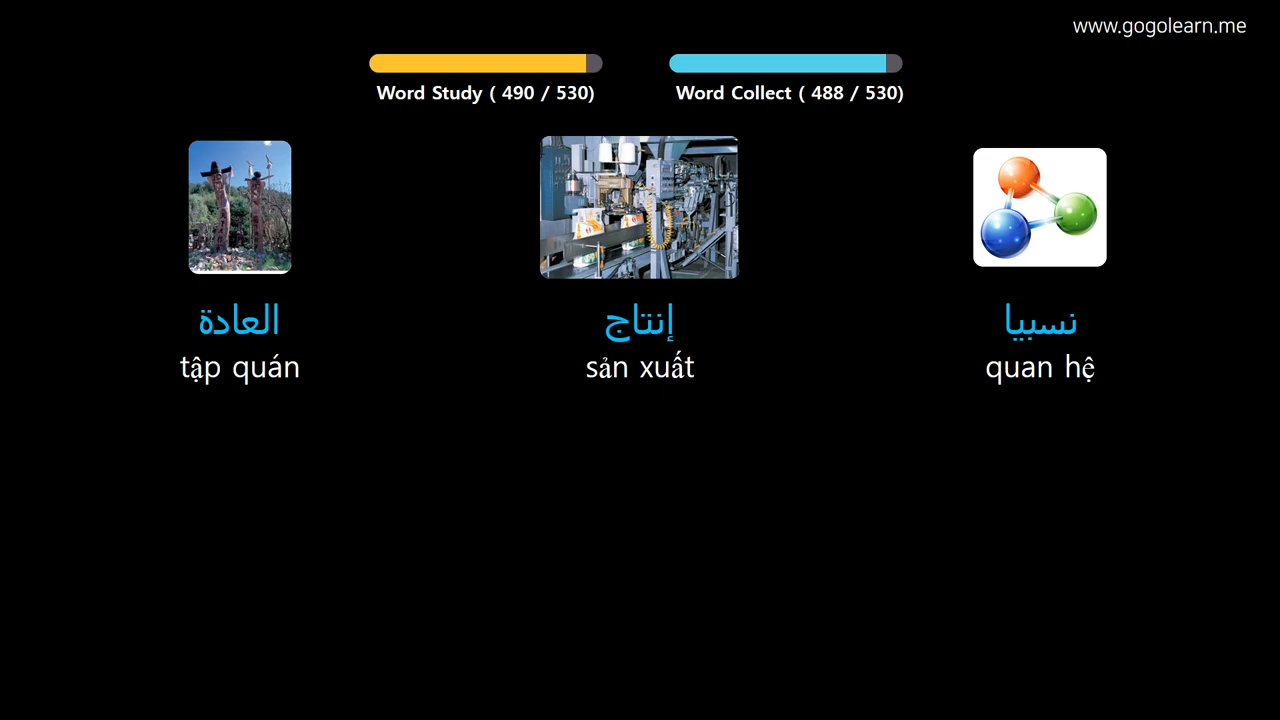 www.gogolearn.me
Word Study ( 490 / 530)
Word Collect ( 488 / 530)
العادة
إنتاج
نسبيا
tập quán
sản xuất
quan hệ